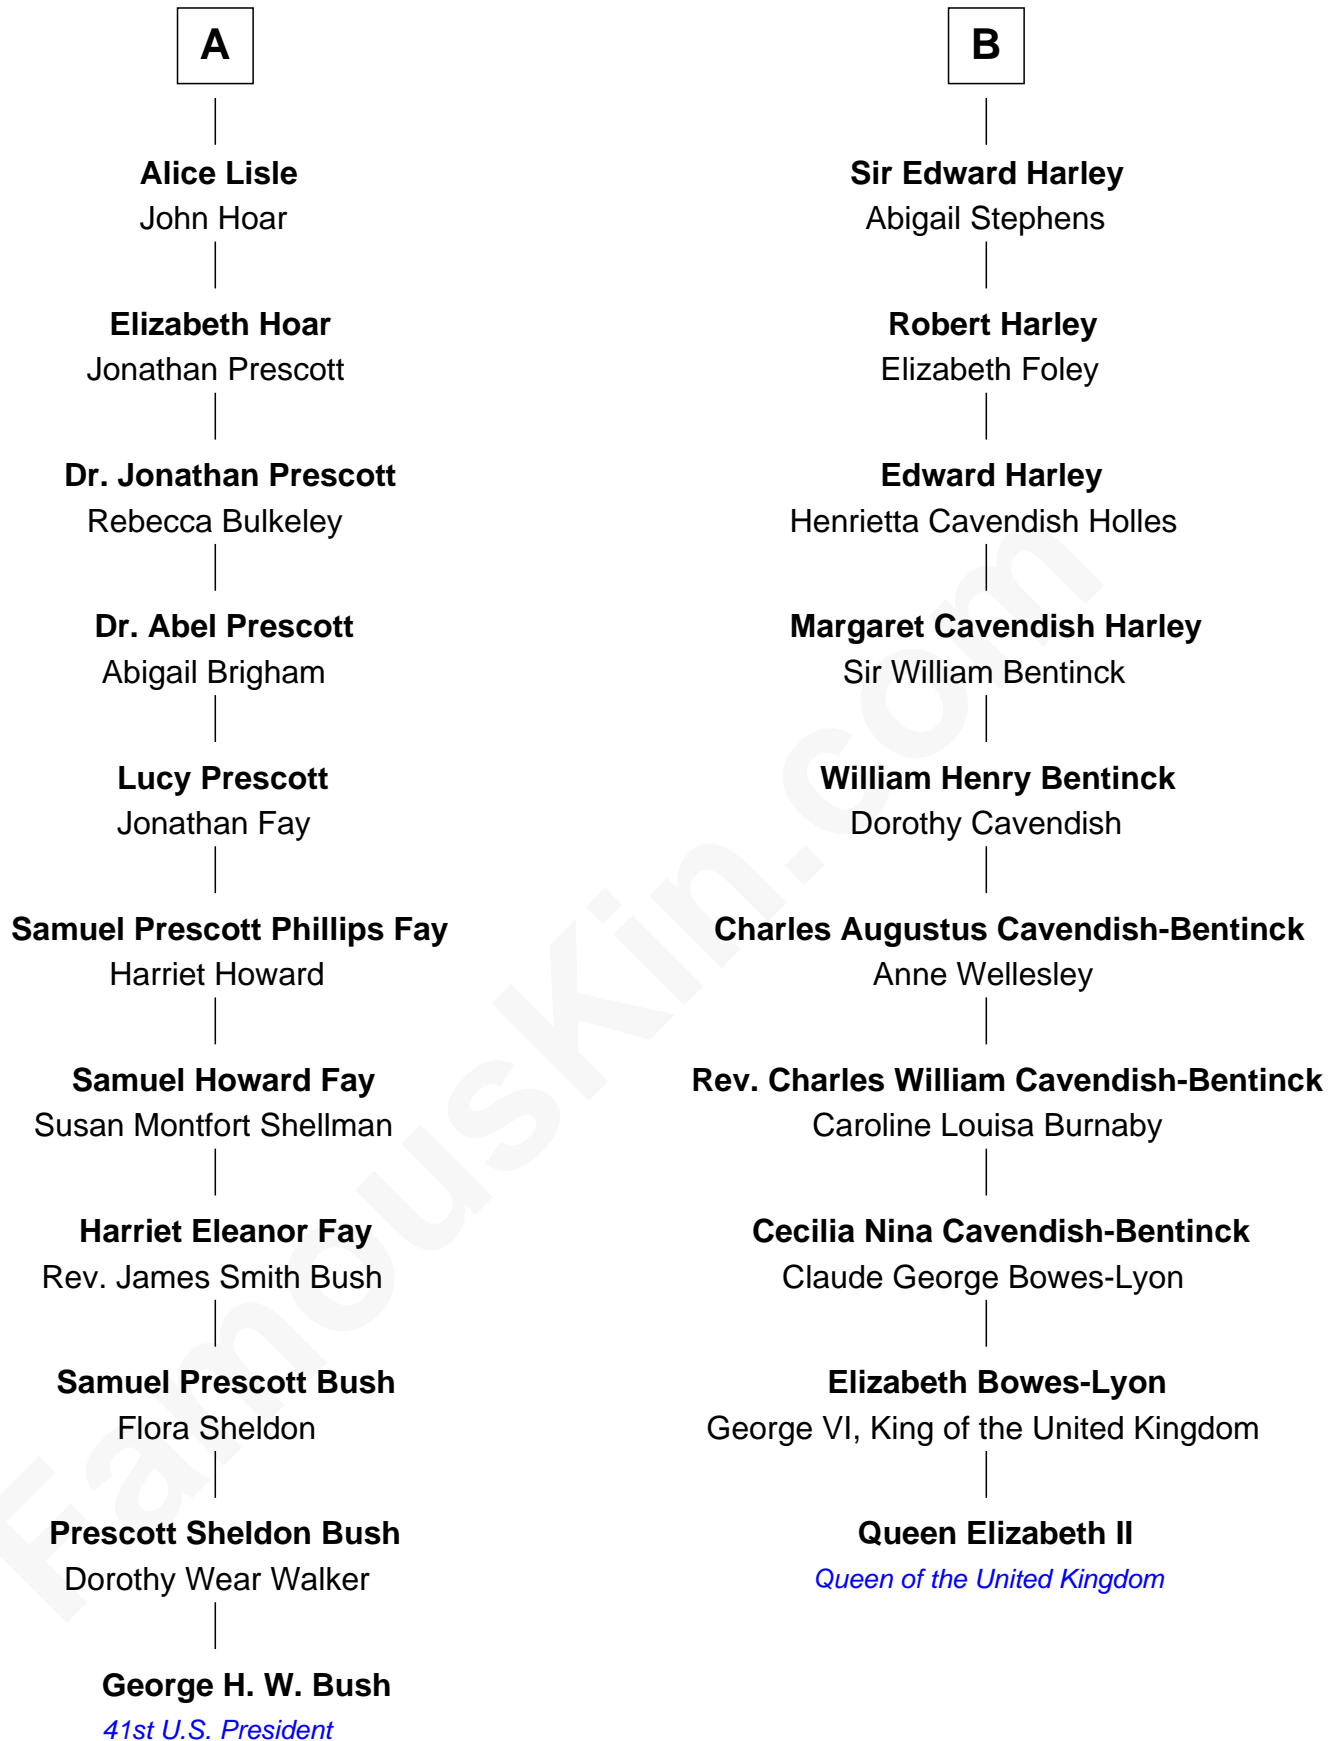 A
Alice Lisle
John Hoar
Elizabeth Hoar
Jonathan Prescott
Dr. Jonathan Prescott
Rebecca Bulkeley
Dr. Abel Prescott
Abigail Brigham
Lucy Prescott
Jonathan Fay
Samuel Prescott Phillips Fay
Harriet Howard
Samuel Howard Fay
Susan Montfort Shellman
Harriet Eleanor Fay
Rev. James Smith Bush
Samuel Prescott Bush
Flora Sheldon
Prescott Sheldon Bush
Dorothy Wear Walker
George H. W. Bush
41st U.S. President
B
Sir Edward Harley
Abigail Stephens
Robert Harley
Elizabeth Foley
Edward Harley
Henrietta Cavendish Holles
Margaret Cavendish Harley
Sir William Bentinck
William Henry Bentinck
Dorothy Cavendish
Charles Augustus Cavendish-Bentinck
Anne Wellesley
Rev. Charles William Cavendish-Bentinck
Caroline Louisa Burnaby
Cecilia Nina Cavendish-Bentinck
Claude George Bowes-Lyon
Elizabeth Bowes-Lyon
George VI, King of the United Kingdom
Queen Elizabeth II
Queen of the United Kingdom
FamousKin.com